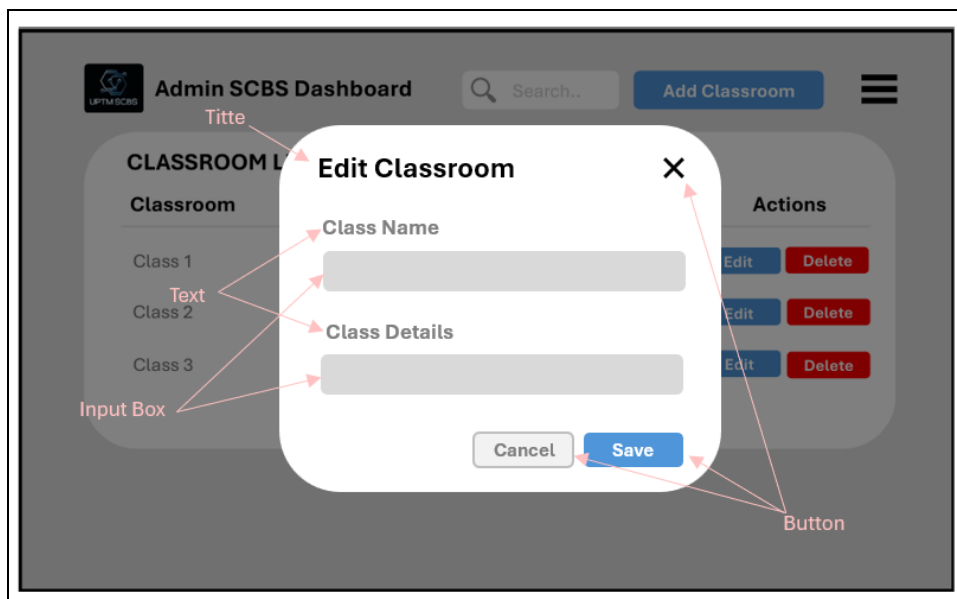 UPTM SCBS
Admin SCBS Dashboard
Search..
Add Classroom
Titte
CLASSROOM L
Edit Classroom
Classroom
Actions
Class Name
Class 1
Edit
Delete
Text
Class 2
Edit
Delete
Class Details
Class 3
Edit
Delete
Input Box
Cancel
Save
Button